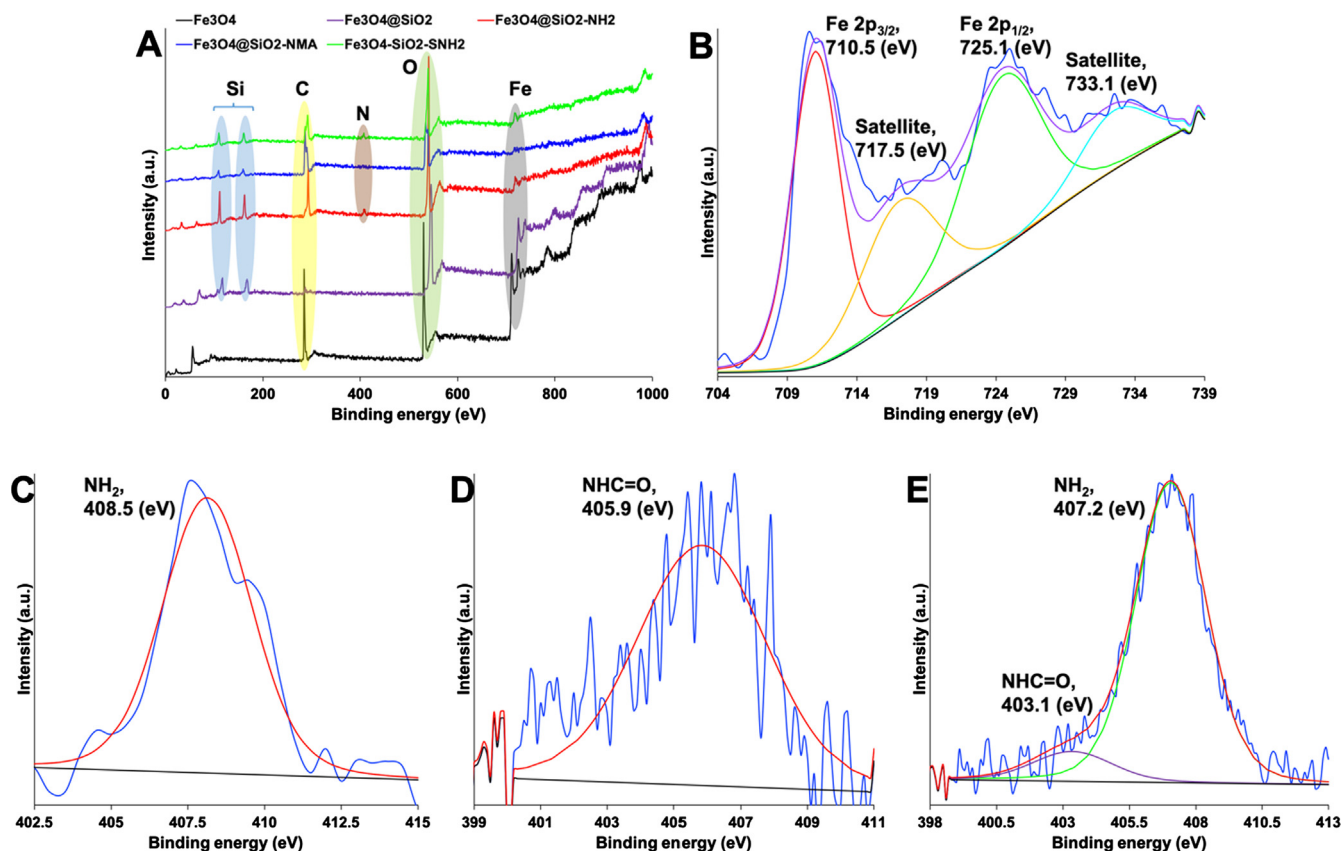 Fe3O4 Fe3O4@SiO2 Fe3O4@SiO2-NH2
Fe3O4@SiO2-NMA Fe3O4-SiO2-SNH2
A
Si
C
N
O
Fe
Intensity (a.u.)
0 200 400 600 800 1000
Binding energy (eV)
B
Fe 2p3/2,
710.5 (eV)
Satellite,
717.5 (eV)
Fe 2p1/2,
725.1 (eV)
Satellite,
733.1 (eV)
Intensity (a.u.)
704 709 714 719 724 729 734 739
Binding energy (eV)
C
NH2,
408.5 (eV)
Intensity (a.u.)
402.5 405 407.5 410 412.5 415
Binding energy (eV)
D
NHC=O,
405.9 (eV)
Intensity (a.u.)
399 401 403 405 407 409 411
Binding energy (eV)
E
NH2,
407.2 (eV)
NHC=O,
403.1 (eV)
Intensity (a.u.)
398 400.5 403 405.5 408 410.5 413
Binding energy (eV)